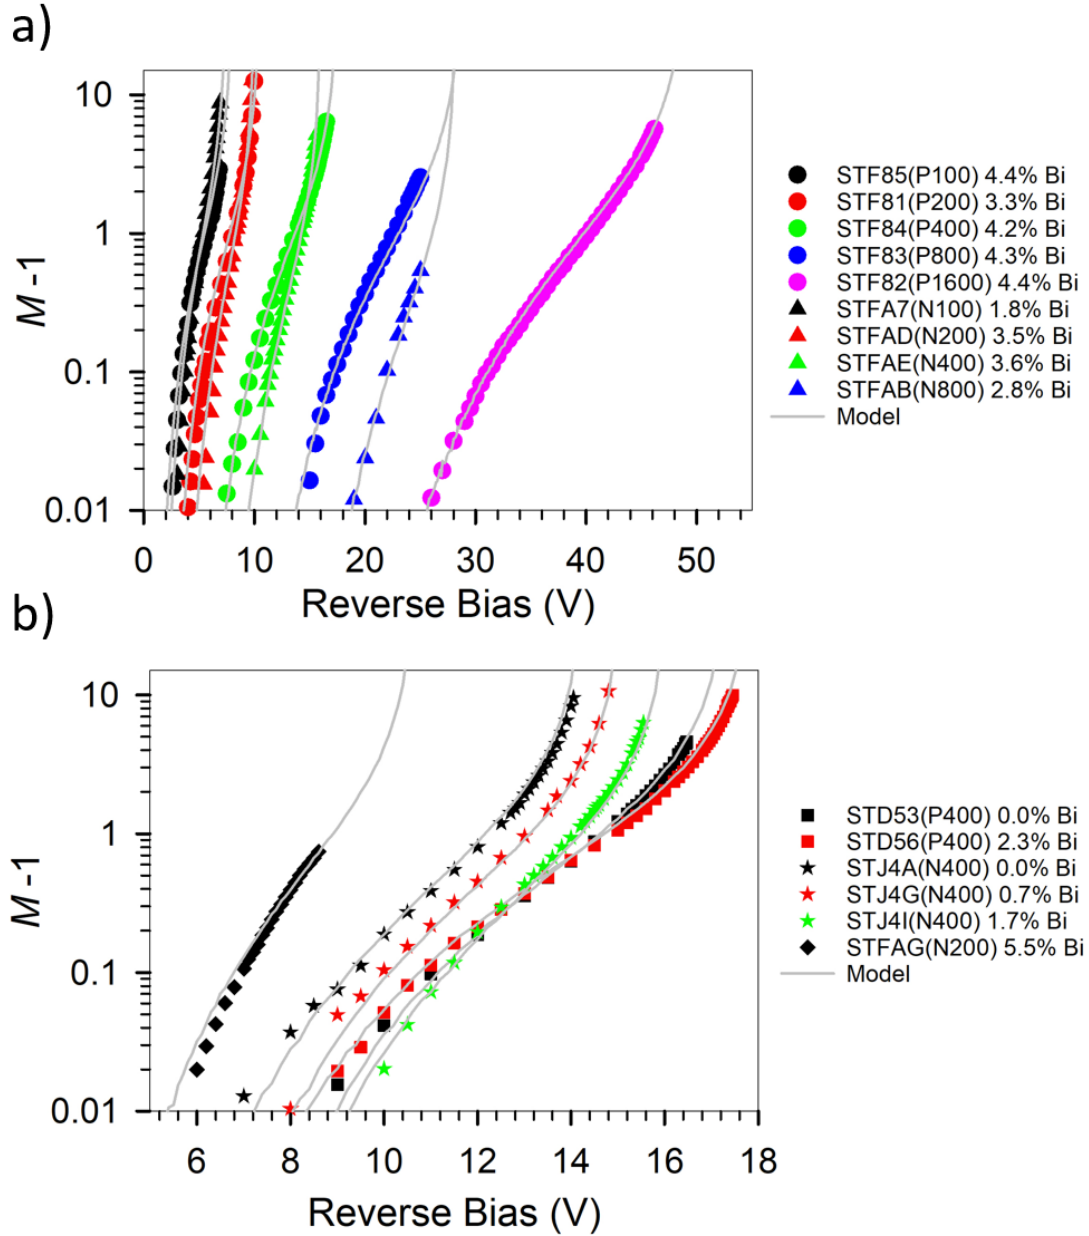 a)
10
1
0.1
0.01
M -1
0
10
20
30
40
50
Reverse Bias (V)
STF85(P100) 4.4% Bi
STF81(P200) 3.3% Bi
STF84(P400) 4.2% Bi
STF83(P800) 4.3% Bi
STF82(P1600) 4.4% Bi
STFA7(N100) 1.8% Bi
STFAD(N200) 3.5% Bi
STFAE(N400) 3.6% Bi
STFAB(N800) 2.8% Bi
Model
b)
10
1
0.1
0.01
M -1
6
8
10
12
14
16
18
Reverse Bias (V)
STD53(P400) 0.0% Bi
STD56(P400) 2.3% Bi
STJ4A(N400) 0.0% Bi
STJ4G(N400) 0.7% Bi
STJ4I(N400) 1.7% Bi
STFAG(N200) 5.5% Bi
Model